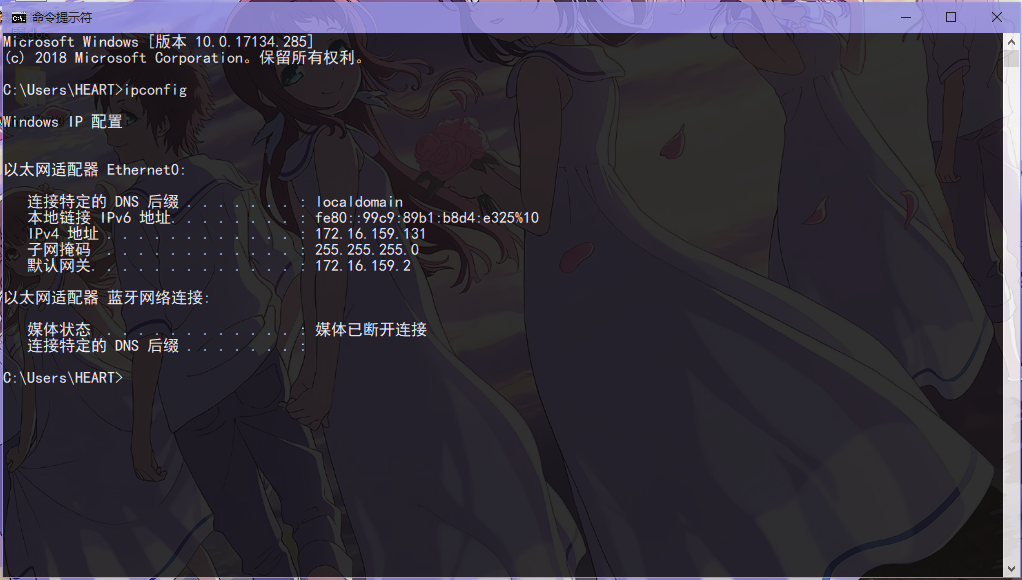 命令提示符
Microsoft Windows [版本 10.0.17134.285]
(c) 2018 Microsoft Corporation。保留所有权利。
C:\Users\HEART>ipconfig
Windows IP 配置
以太网适配器 Ethernet0:
连接特定的 DNS 后缀 . . . . . . . : localdomain
本地链接 IPv6 地址. . . . . . . . : fe80::99c9:89b1:b8d4:e325%10
IPv4 地址 . . . . . . . . . . . . : 172.16.159.131
子网掩码 . . . . . . . . . . . . : 255.255.255.0
默认网关. . . . . . . . . . . . . : 172.16.159.2
以太网适配器 蓝牙网络连接:
媒体状态 . . . . . . . . . . . . : 媒体已断开连接
连接特定的 DNS 后缀 . . . . . . . :
C:\Users\HEART>